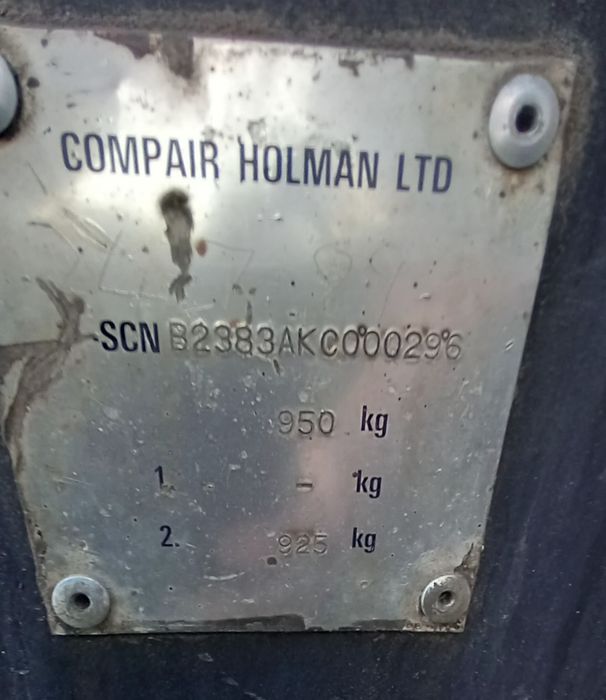 COMPAIR HOLMAN LTD
SCN B2383AKC000296
950 kg
1. - kg
2. 925 kg